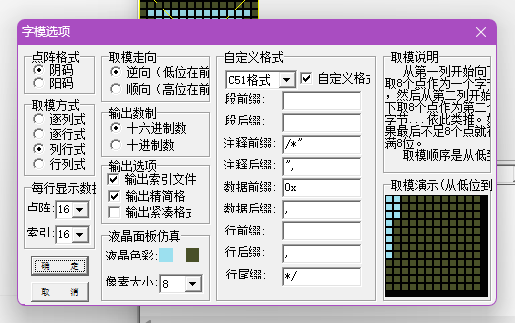 字模选项
点阵格式
阴码
阳码
取模方式
逐列式
逐行式
列行式
行列式
每行显示数据
点阵: 16
索引: 16
确 定
取 消
取模走向
逆向（低位在前
顺向（高位在前
输出数制
十六进制数
十进制数
输出选项
输出索引文件
输出精简格
输出紧凑格式
液晶面板仿真
液晶色彩:
像素大小: 8
自定义格式
C51格式
自定义格式
段前缀:
段后缀:
注释前缀: /*"
注释后缀: ",
数据前缀: 0x
数据后缀: ,
行前缀:
行后缀: ,
行尾缀: */
取模说明
从第一列开始向下
取8个点作为一个字
，然后从第二列开始
下取8个点作为第二个
字节...依此类推。如
果最后不足8个点就补
满8位。
取模顺序是从低到
取模演示(从低位到